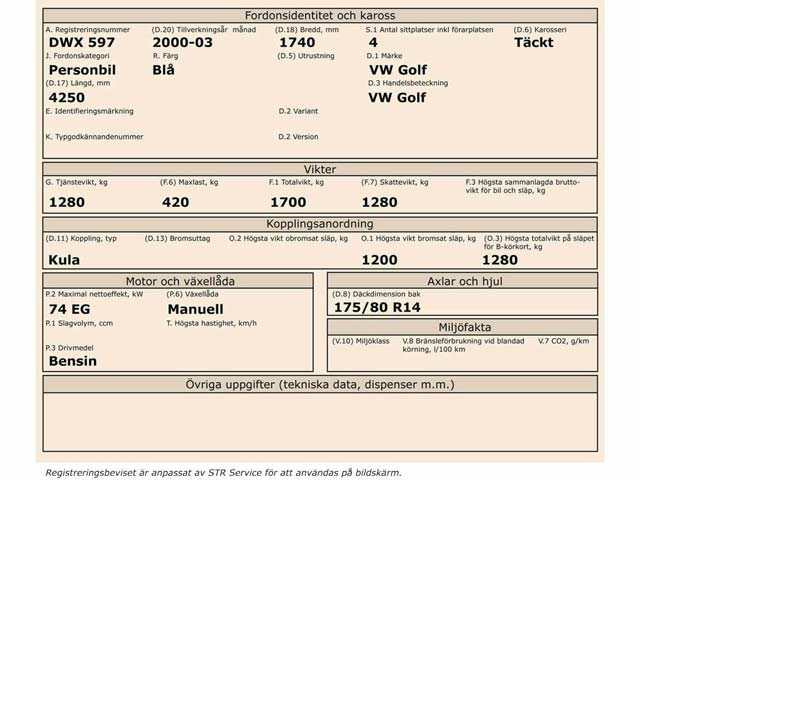 Fordonsidentitet och kaross
A. Registreringsnummer (D.20) Tillverkningsår månad (D.18) Bredd, mm S.1 Antal sittplatser inkl förarplatsen (D.6) Karosseri
DWX 597 2000-03 1740 4 Täckt
J. Fordonskategori R. Färg (D.5) Utrustning D.1 Märke
Personbil Blå VW Golf
(D.17) Längd, mm D.3 Handelsbeteckning
4250 VW Golf
E. Identifieringsmärkning D.2 Variant
K. Typgodkännandenummer D.2 Version
Vikter
G. Tjänstevikt, kg (F.6) Maxlast, kg F.1 Totalvikt, kg (F.7) Skattevikt, kg F.3 Högsta sammanlagda brutto-
vikt för bil och släp, kg
1280 420 1700 1280
Kopplingsanordning
(D.11) Koppling, typ (D.13) Bromsuttag O.2 Högsta vikt obromsat släp, kg O.1 Högsta vikt bromsat släp, kg (O.3) Högsta totalvikt på släpet
för B-körkort, kg
Kula 1200 1280
Motor och växellåda
P.2 Maximal nettoeffekt, kW (P.6) Växellåda
74 EG Manuell
P.1 Slagvolym, ccm T. Högsta hastighet, km/h
P.3 Drivmedel
Bensin
Axlar och hjul
(D.8) Däckdimension bak
175/80 R14
Miljöfakta
(V.10) Miljöklass V.8 Bränsleförbrukning vid blandad V.7 CO2, g/km
körning, l/100 km
Övriga uppgifter (tekniska data, dispenser m.m.)
Registreringsbeviset är anpassat av STR Service för att användas på bildskärm.